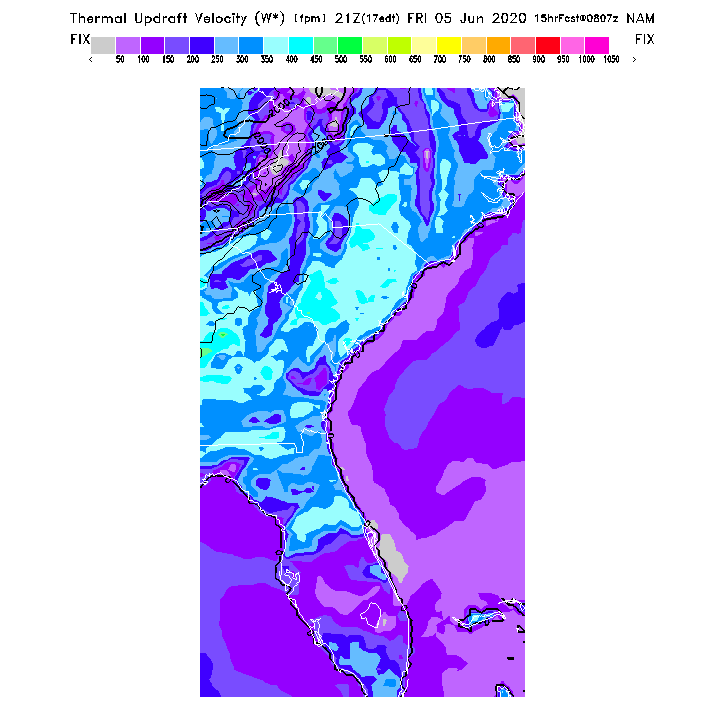 Thermal Updraft Velocity (W*) [fpm] 21Z(17edt) FRI 05 Jun 2020 15hrFcst@0807z NAM
FIX FIX
< 50 100 150 200 250 300 350 400 450 500 550 600 650 700 750 800 850 900 950 1000 1050 >
2000